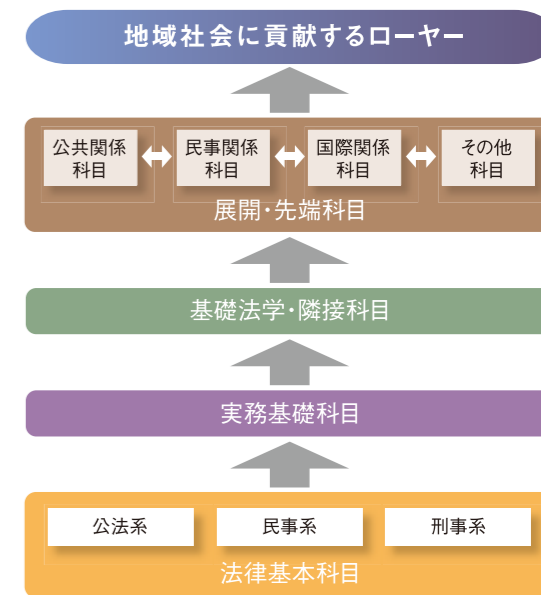 地域社会に貢献するローヤー
公共関係
科目
民事関係
科目
国際関係
科目
その他
科目
展開・先端科目
基礎法学・隣接科目
実務基礎科目
公法系
民事系
刑事系
法律基本科目